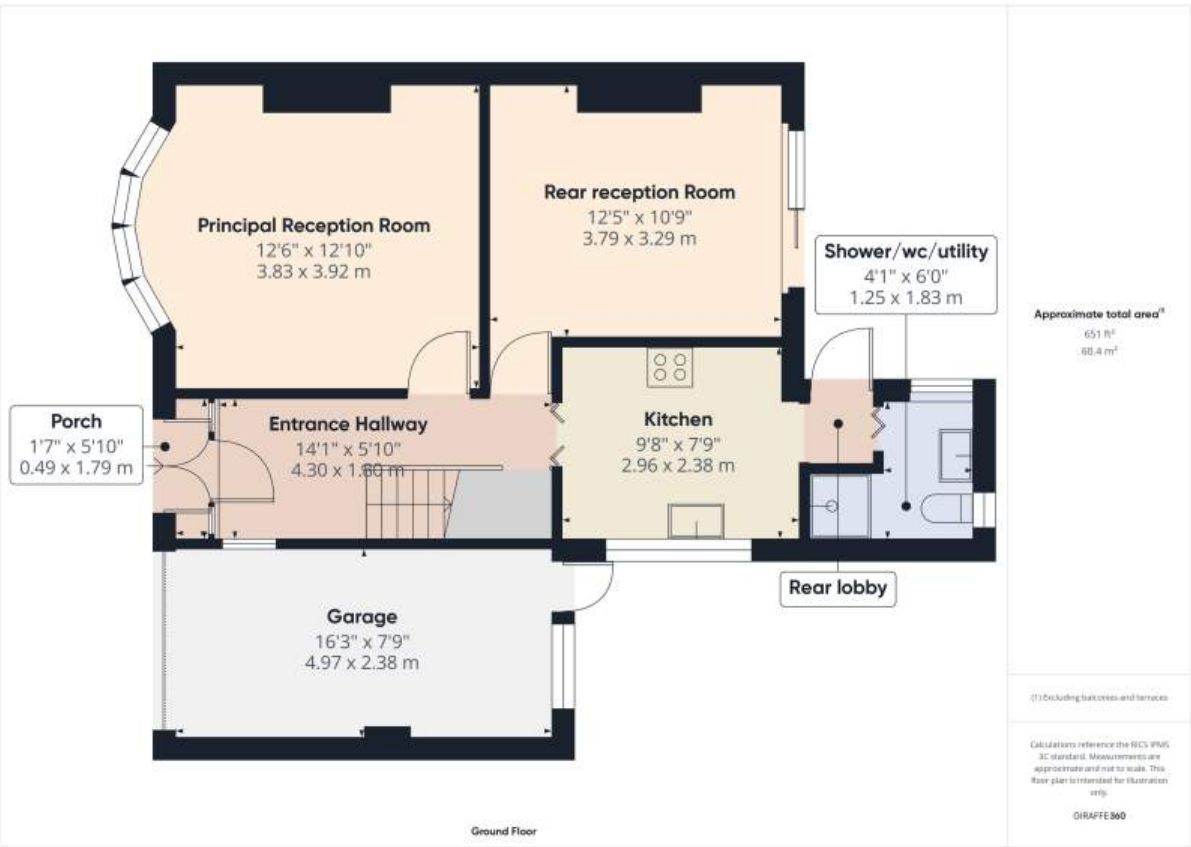 Principal Reception Room
12'6" x 12'10"
3.83 x 3.92 m
Rear reception Room
12'5" x 10'9"
3.79 x 3.29 m
Shower/wc/utility
4'1" x 6'0"
1.25 x 1.83 m
Porch
1'7" x 5'10"
0.49 x 1.79 m
Entrance Hallway
14'1" x 5'10"
4.30 x 1.80 m
Kitchen
9'8" x 7'9"
2.96 x 2.38 m
Rear lobby
Garage
16'3" x 7'9"
4.97 x 2.38 m
Ground Floor
Approximate total area⁽¹⁾
651 ft²
60.4 m²
(1) Excluding balconies and terraces
Calculations reference the RICS IPMS
3C standard. Measurements are
approximate and not to scale. This
floor plan is intended for illustration
only.
GIRAFFE360